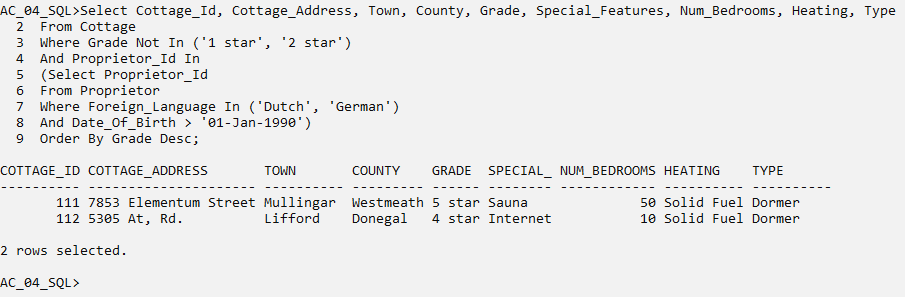 AC_04_SQL>Select Cottage_Id, Cottage_Address, Town, County, Grade, Special_Features, Num_Bedrooms, Heating, Type
  2  From Cottage
  3  Where Grade Not In ('1 star', '2 star')
  4  And Proprietor_Id In
  5  (Select Proprietor_Id
  6  From Proprietor
  7  Where Foreign_Language In ('Dutch', 'German')
  8  And Date_Of_Birth > '01-Jan-1990')
  9  Order By Grade Desc;
COTTAGE_ID COTTAGE_ADDRESS       TOWN       COUNTY    GRADE  SPECIAL_ NUM_BEDROOMS HEATING    TYPE
---------- --------------------- ---------- --------- ------ -------- ------------ ---------- ----------
       111 7853 Elementum Street Mullingar  Westmeath 5 star Sauna              50 Solid Fuel Dormer
       112 5305 At, Rd.          Lifford    Donegal   4 star Internet           10 Solid Fuel Dormer
2 rows selected.
AC_04_SQL>